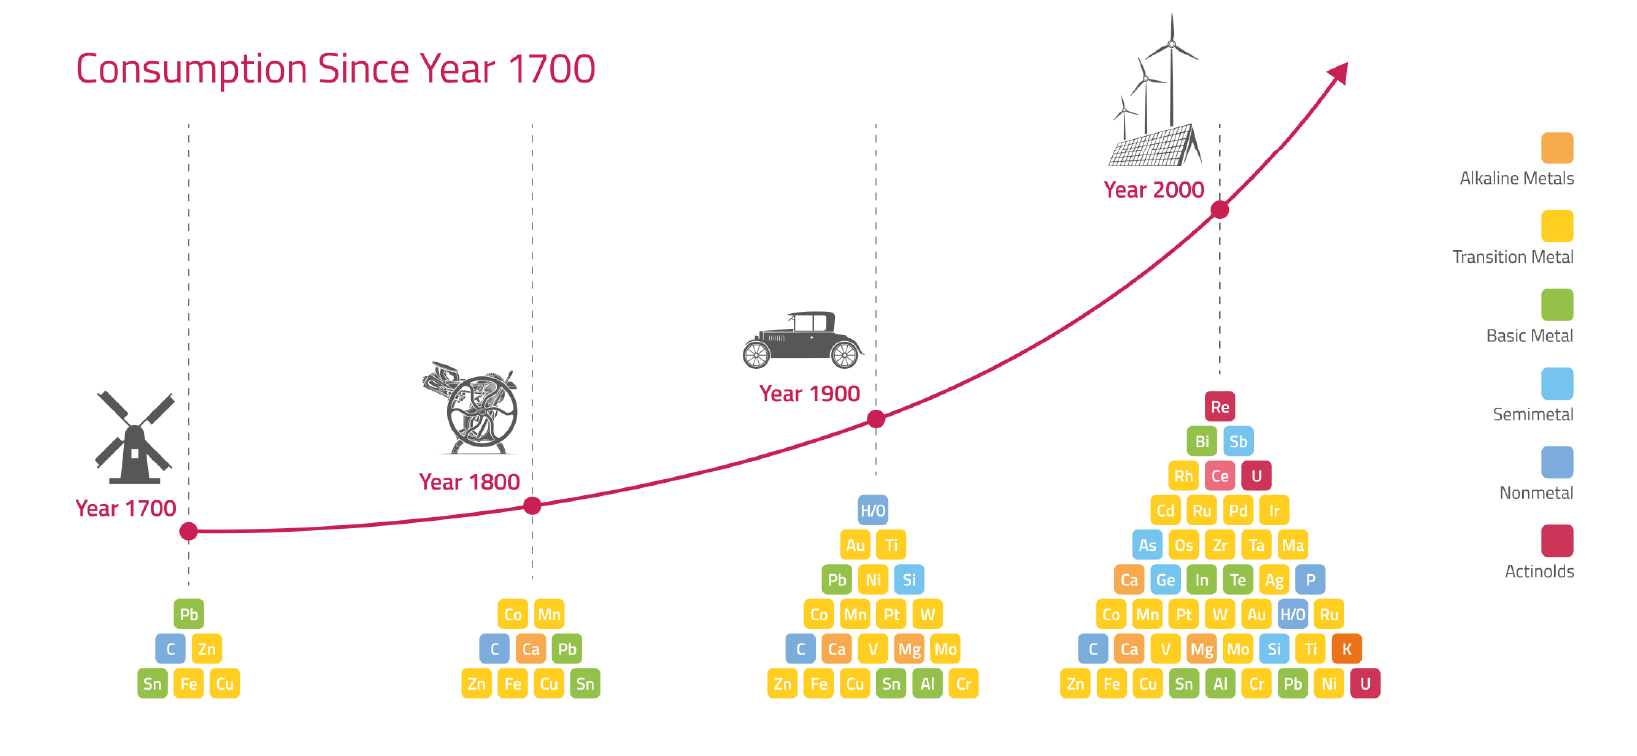 Consumption Since Year 1700
Year 1700
Pb
C Zn
Sn Fe Cu
Year 1800
Co Mn
C Ca Pb
Zn Fe Cu Sn
Year 1900
H/O
Au Ti
Pb Ni Si
Co Mn Pt W
C Ca V Mg Mo
Zn Fe Cu Sn Al Cr
Year 2000
Re
Bi Sb
Rh Ce U
Cd Ru Pd Ir
As Os Zr Ta Ma
Ca Ge In Te Ag P
Co Mn Pt W Au H/O Ru
C Ca V Mg Mo Si Ti K
Zn Fe Cu Sn Al Cr Pb Ni U
Alkaline Metals
Transition Metal
Basic Metal
Semimetal
Nonmetal
Actinolds